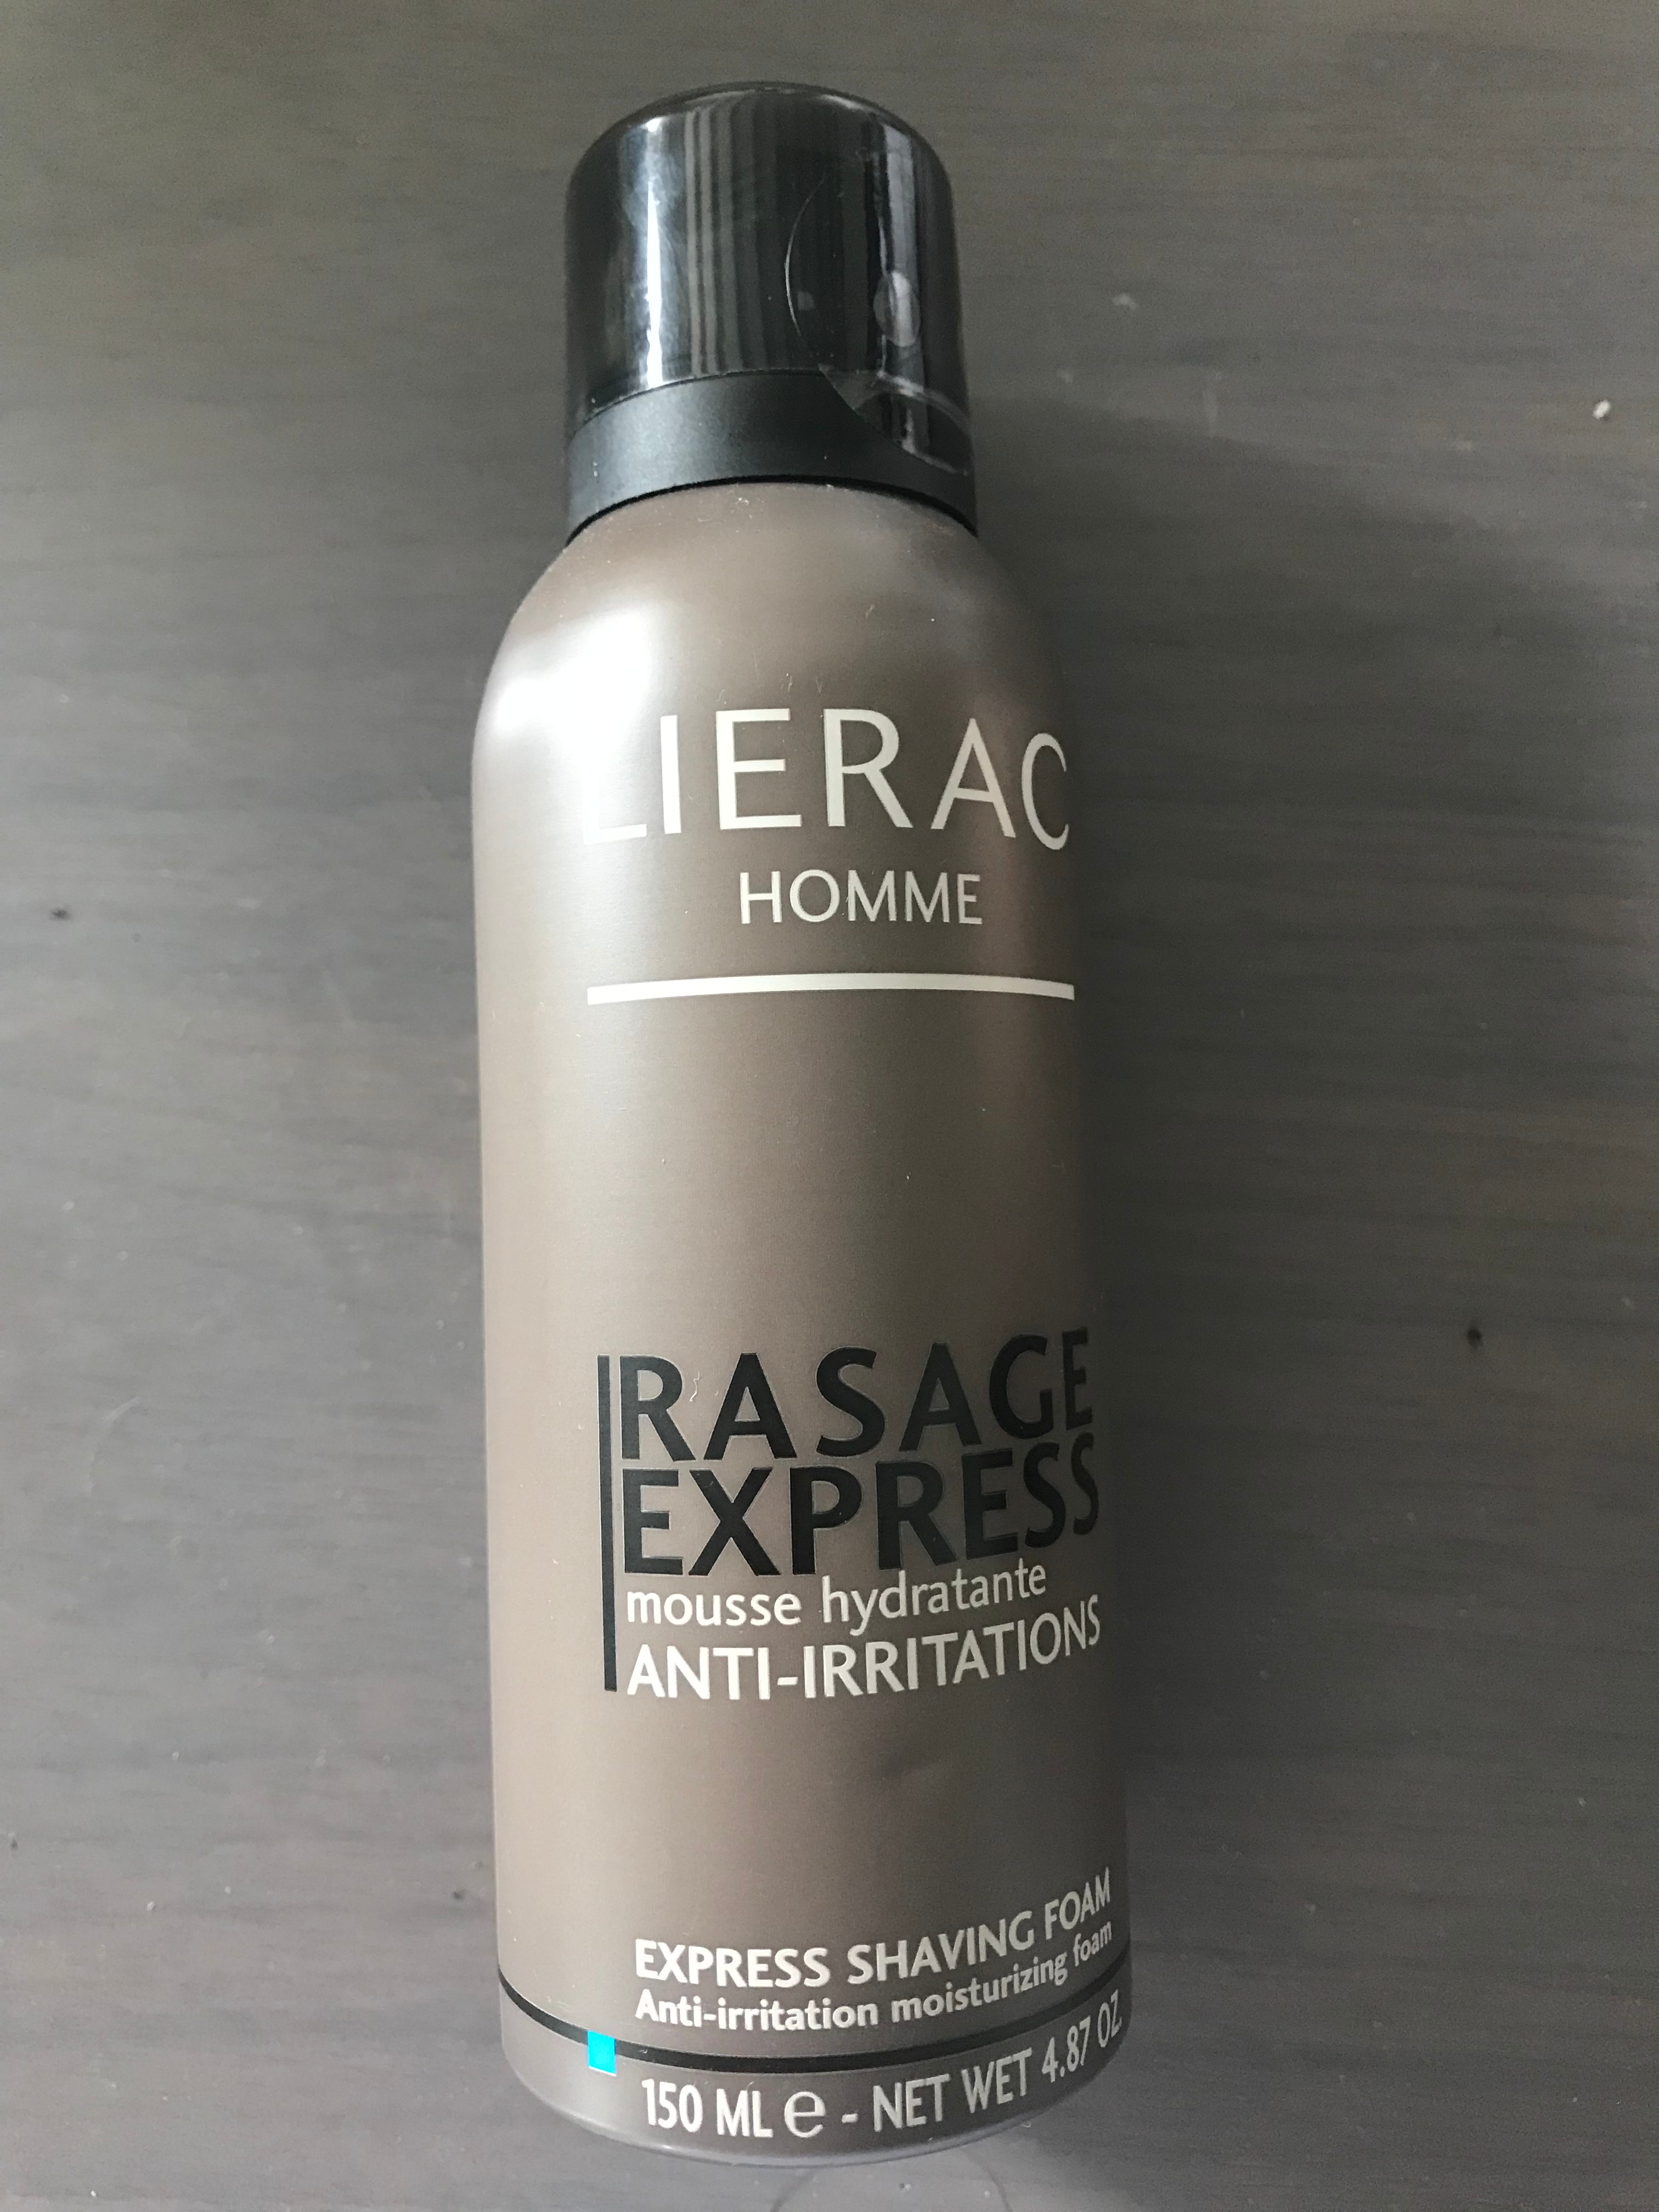 LIERAC
HOMME
RASAGE
EXPRESS
mousse hydratante
ANTI-IRRITATIONS
EXPRESS SHAVING FOAM
Anti-irritation moisturizing foam
150 ML ℮ - NET WET 4.87 OZ.